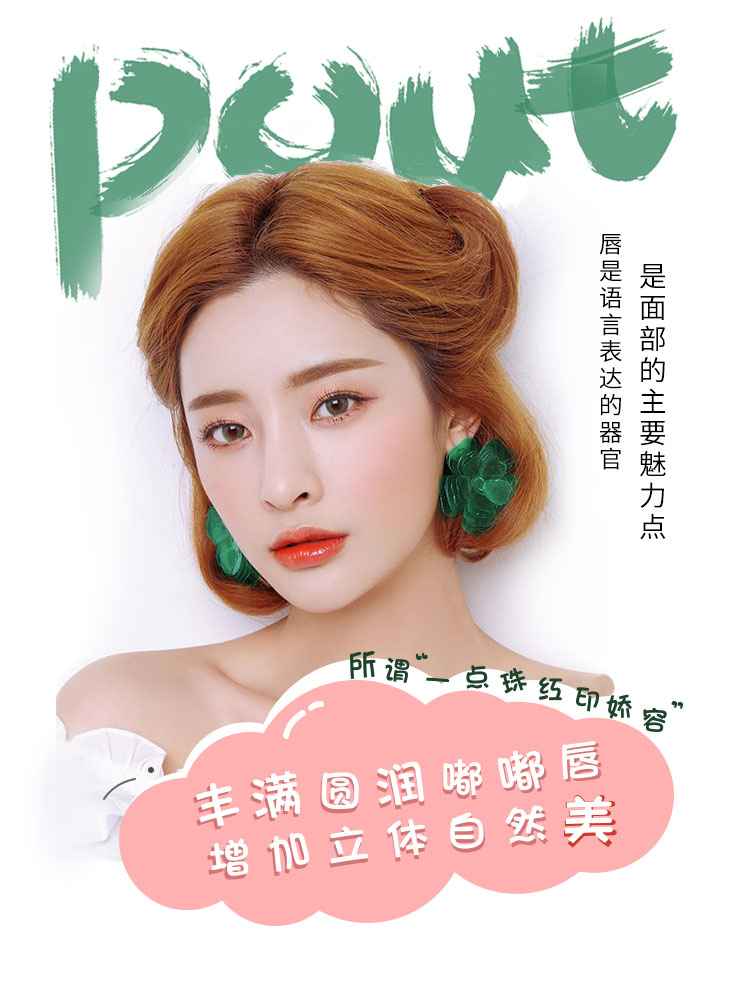 pout
唇是语言表达的器官
是面部的主要魅力点
所谓“一点珠红印娇容”
丰满圆润嘟嘟唇
增加立体自然美